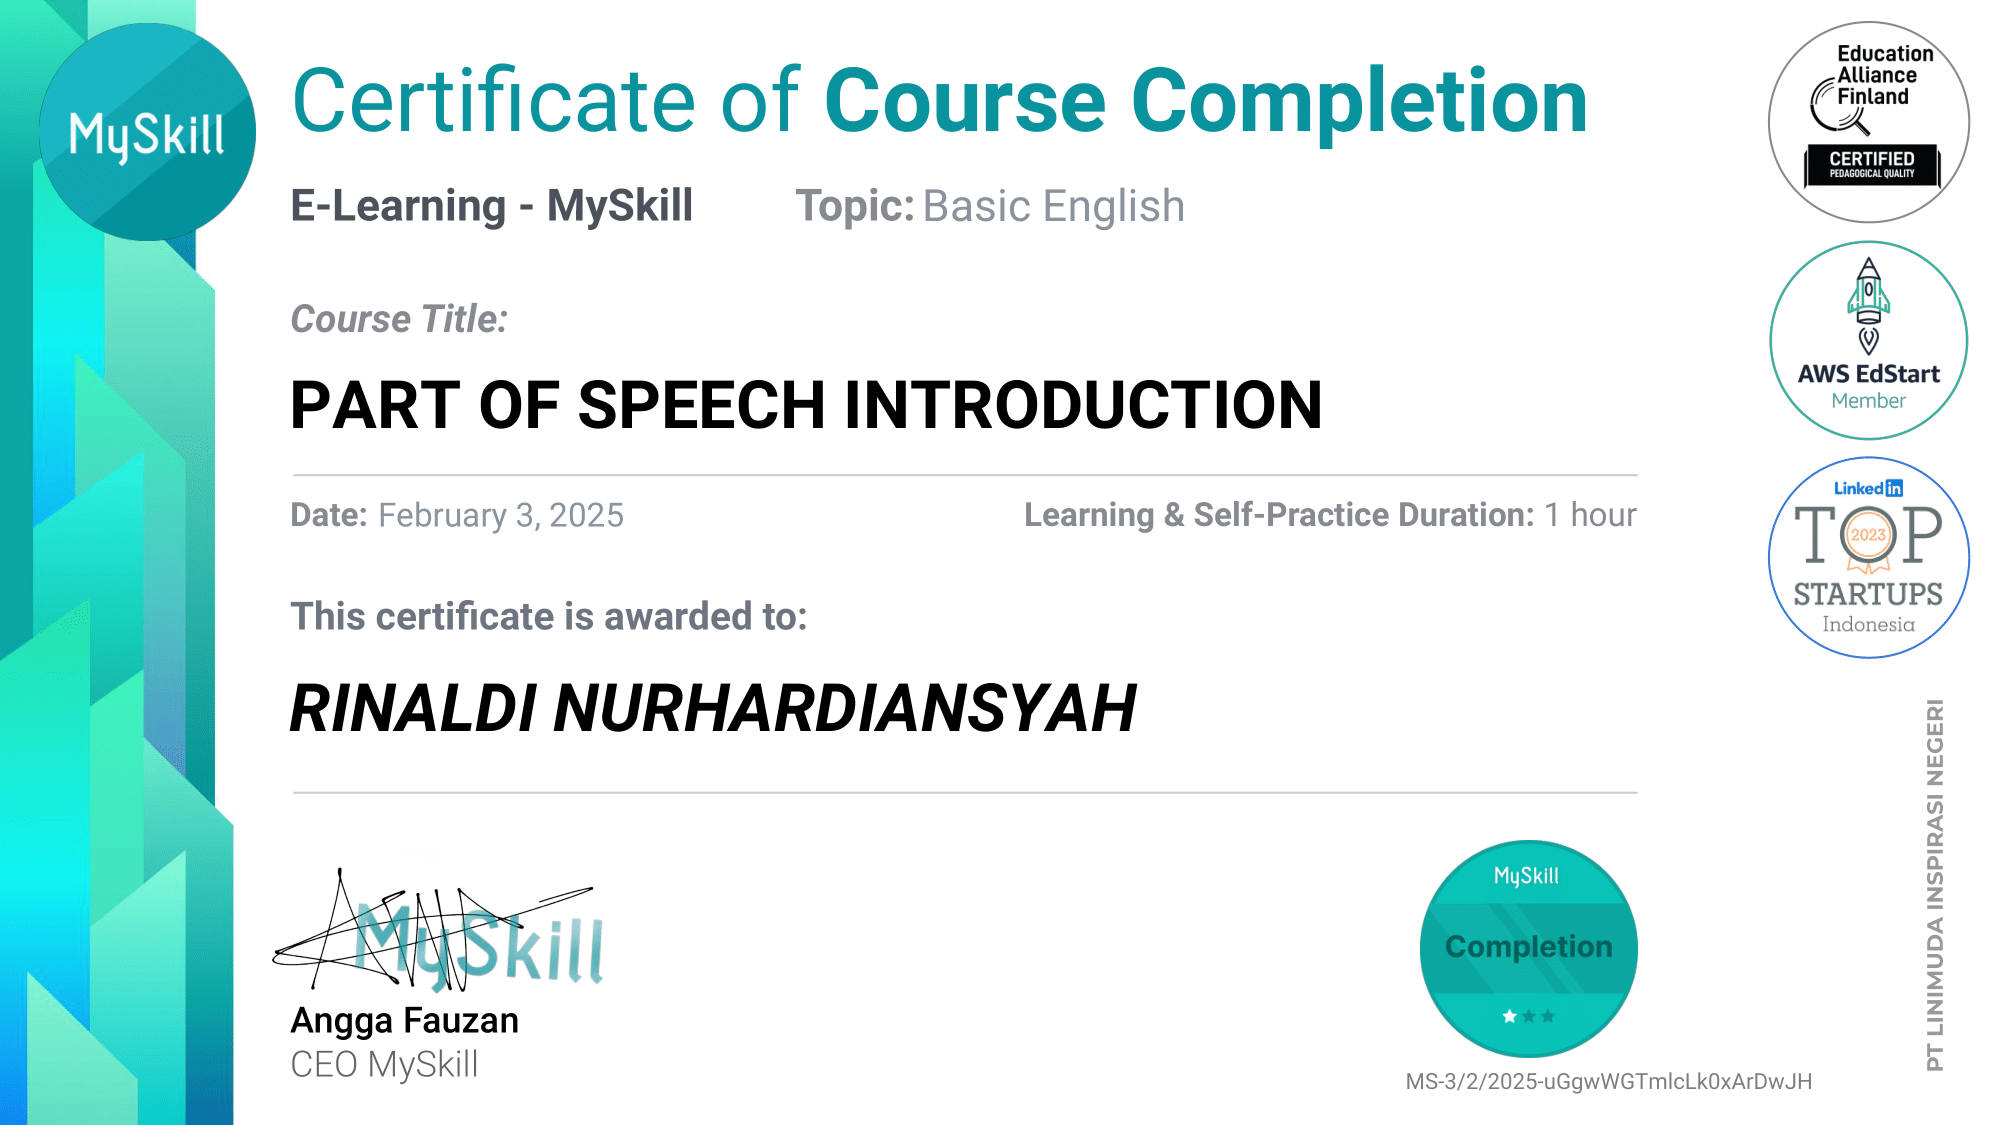 MySkill
Certificate of Course Completion
E-Learning - MySkill
Topic: Basic English
Course Title:
PART OF SPEECH INTRODUCTION
Date: February 3, 2025
Learning & Self-Practice Duration: 1 hour
This certificate is awarded to:
RINALDI NURHARDIANSYAH
MySkill
Angga Fauzan
CEO MySkill
MySkill
Completion
MS-3/2/2025-uGgwWGTmlcLk0xArDwJH
Education
Alliance
Finland
CERTIFIED
PEDAGOGICAL QUALITY
AWS EdStart
Member
Linked in
TOP
2023
STARTUPS
Indonesia
PT LINIMUDA INSPIRASI NEGERI